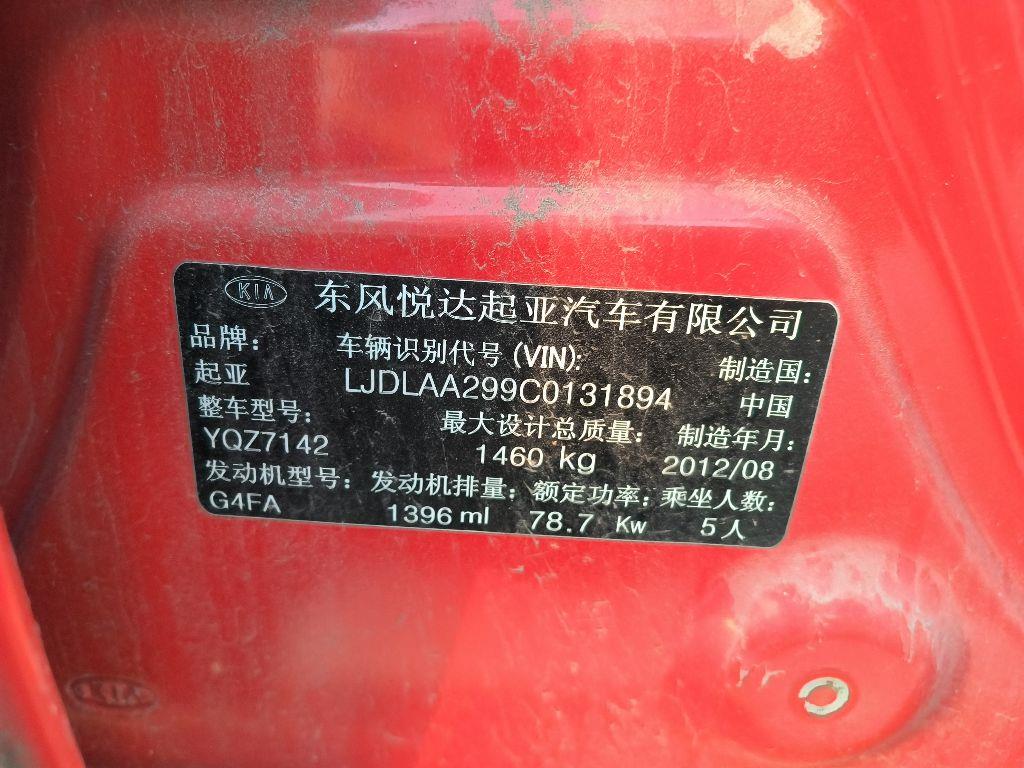 KIA 东风悦达起亚汽车有限公司
品牌: 车辆识别代号(VIN): 制造国:
起亚 LJDLAA299C0131894 中国
整车型号: 最大设计总质量: 制造年月:
YQZ7142 1460 kg 2012/08
发动机型号: 发动机排量: 额定功率: 乘坐人数:
G4FA 1396 ml 78.7 Kw 5人
KIA